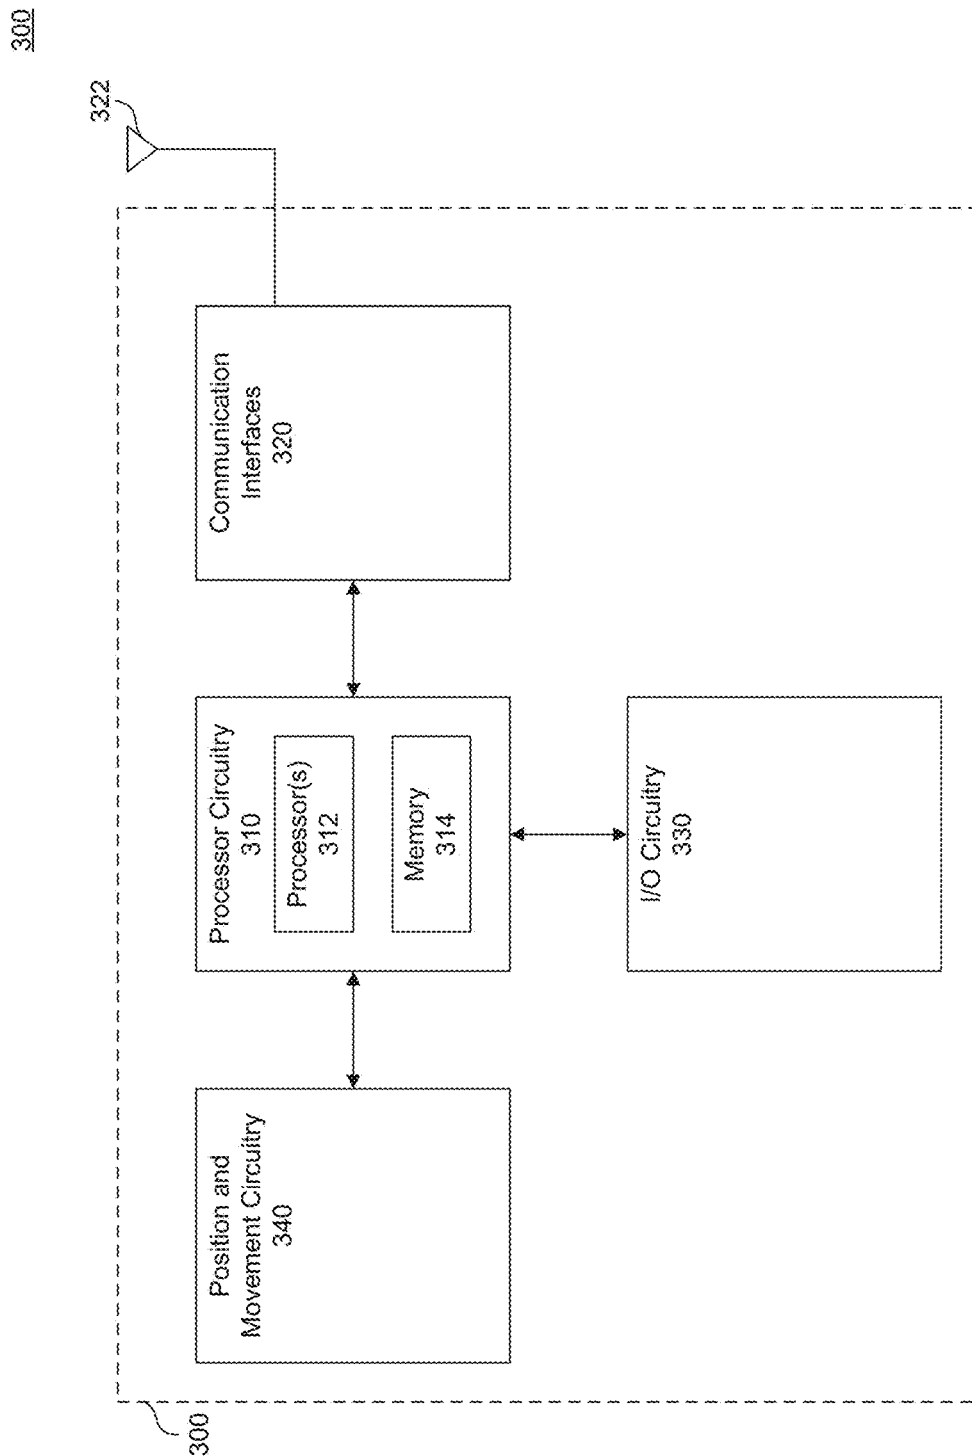 300
322
300
Position and
Movement Circuitry
340
Processor Circuitry
310
Processor(s)
312
Memory
314
Communication
Interfaces
320
I/O Circuitry
330